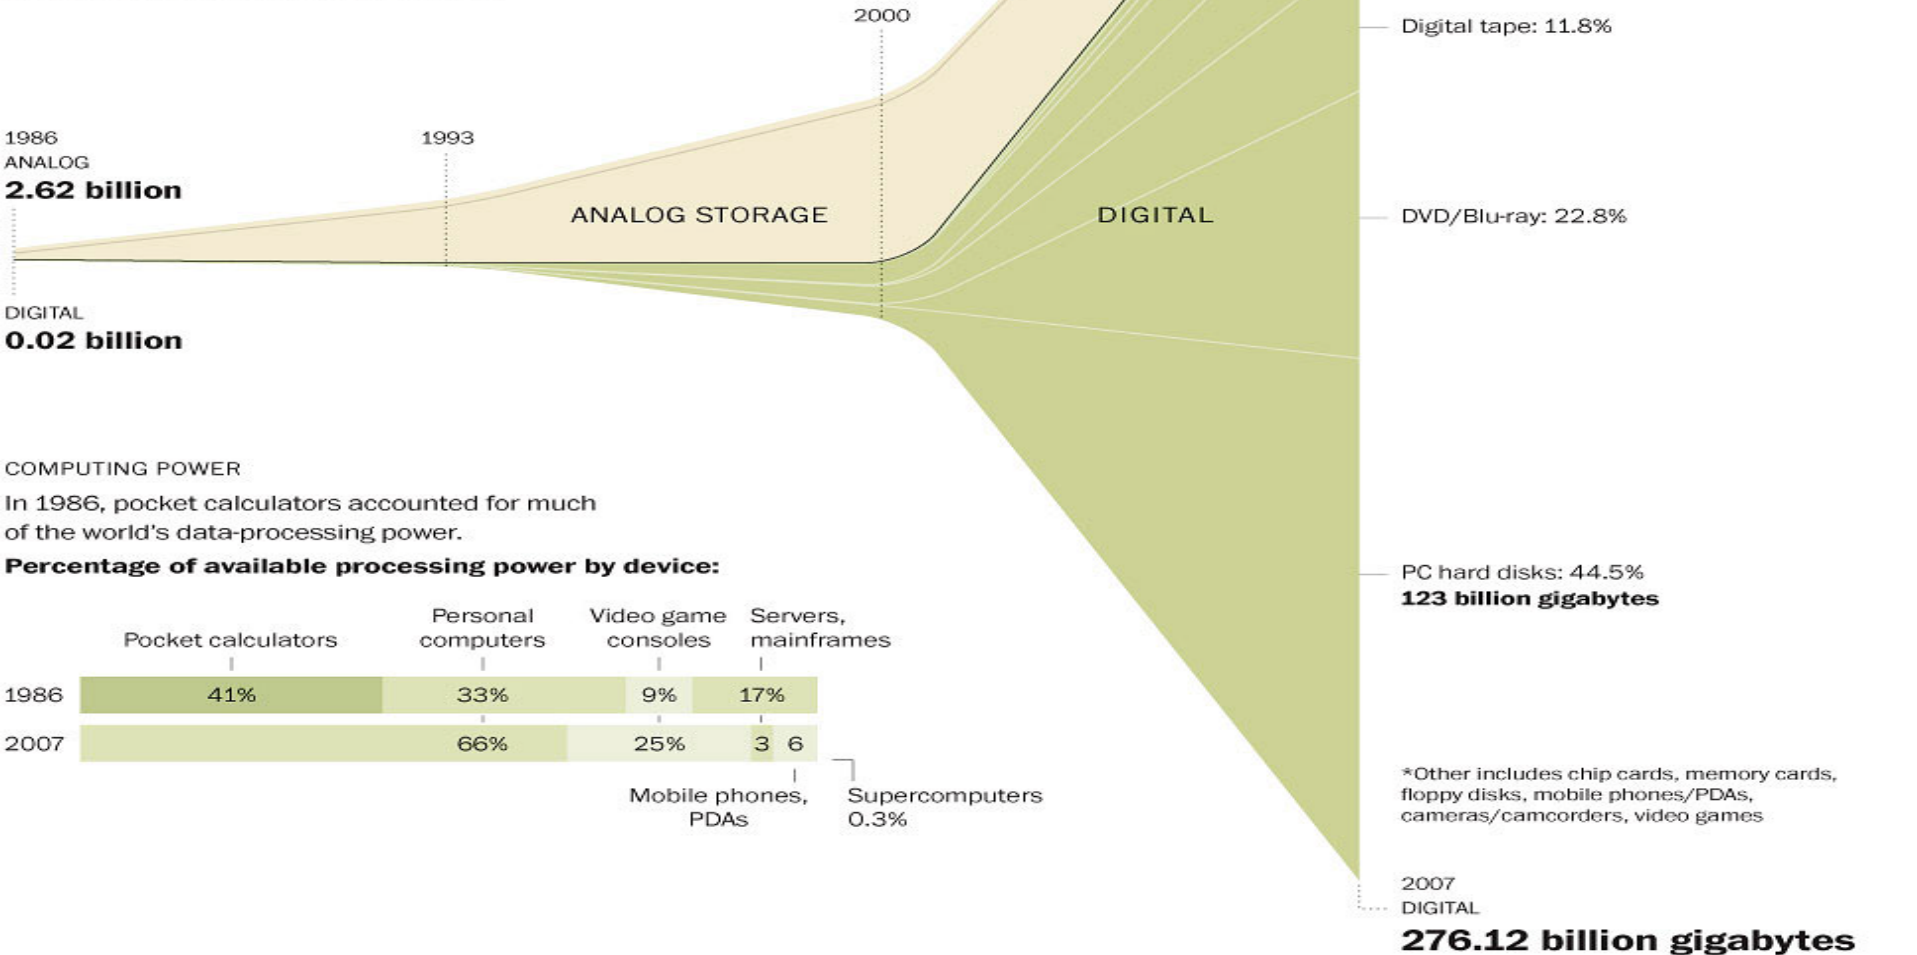 2000
Digital tape: 11.8%
1986
ANALOG
2.62 billion
1993
ANALOG STORAGE
DIGITAL
DVD/Blu-ray: 22.8%
DIGITAL
0.02 billion
COMPUTING POWER
In 1986, pocket calculators accounted for much
of the world's data-processing power.
Percentage of available processing power by device:
PC hard disks: 44.5%
123 billion gigabytes
Pocket calculators
Personal
computers
Video game
consoles
Servers,
mainframes
1986 41% 33% 9% 17%
2007 66% 25% 3 6
Mobile phones,
PDAs
Supercomputers
0.3%
*Other includes chip cards, memory cards,
floppy disks, mobile phones/PDAs,
cameras/camcorders, video games
2007
DIGITAL
276.12 billion gigabytes